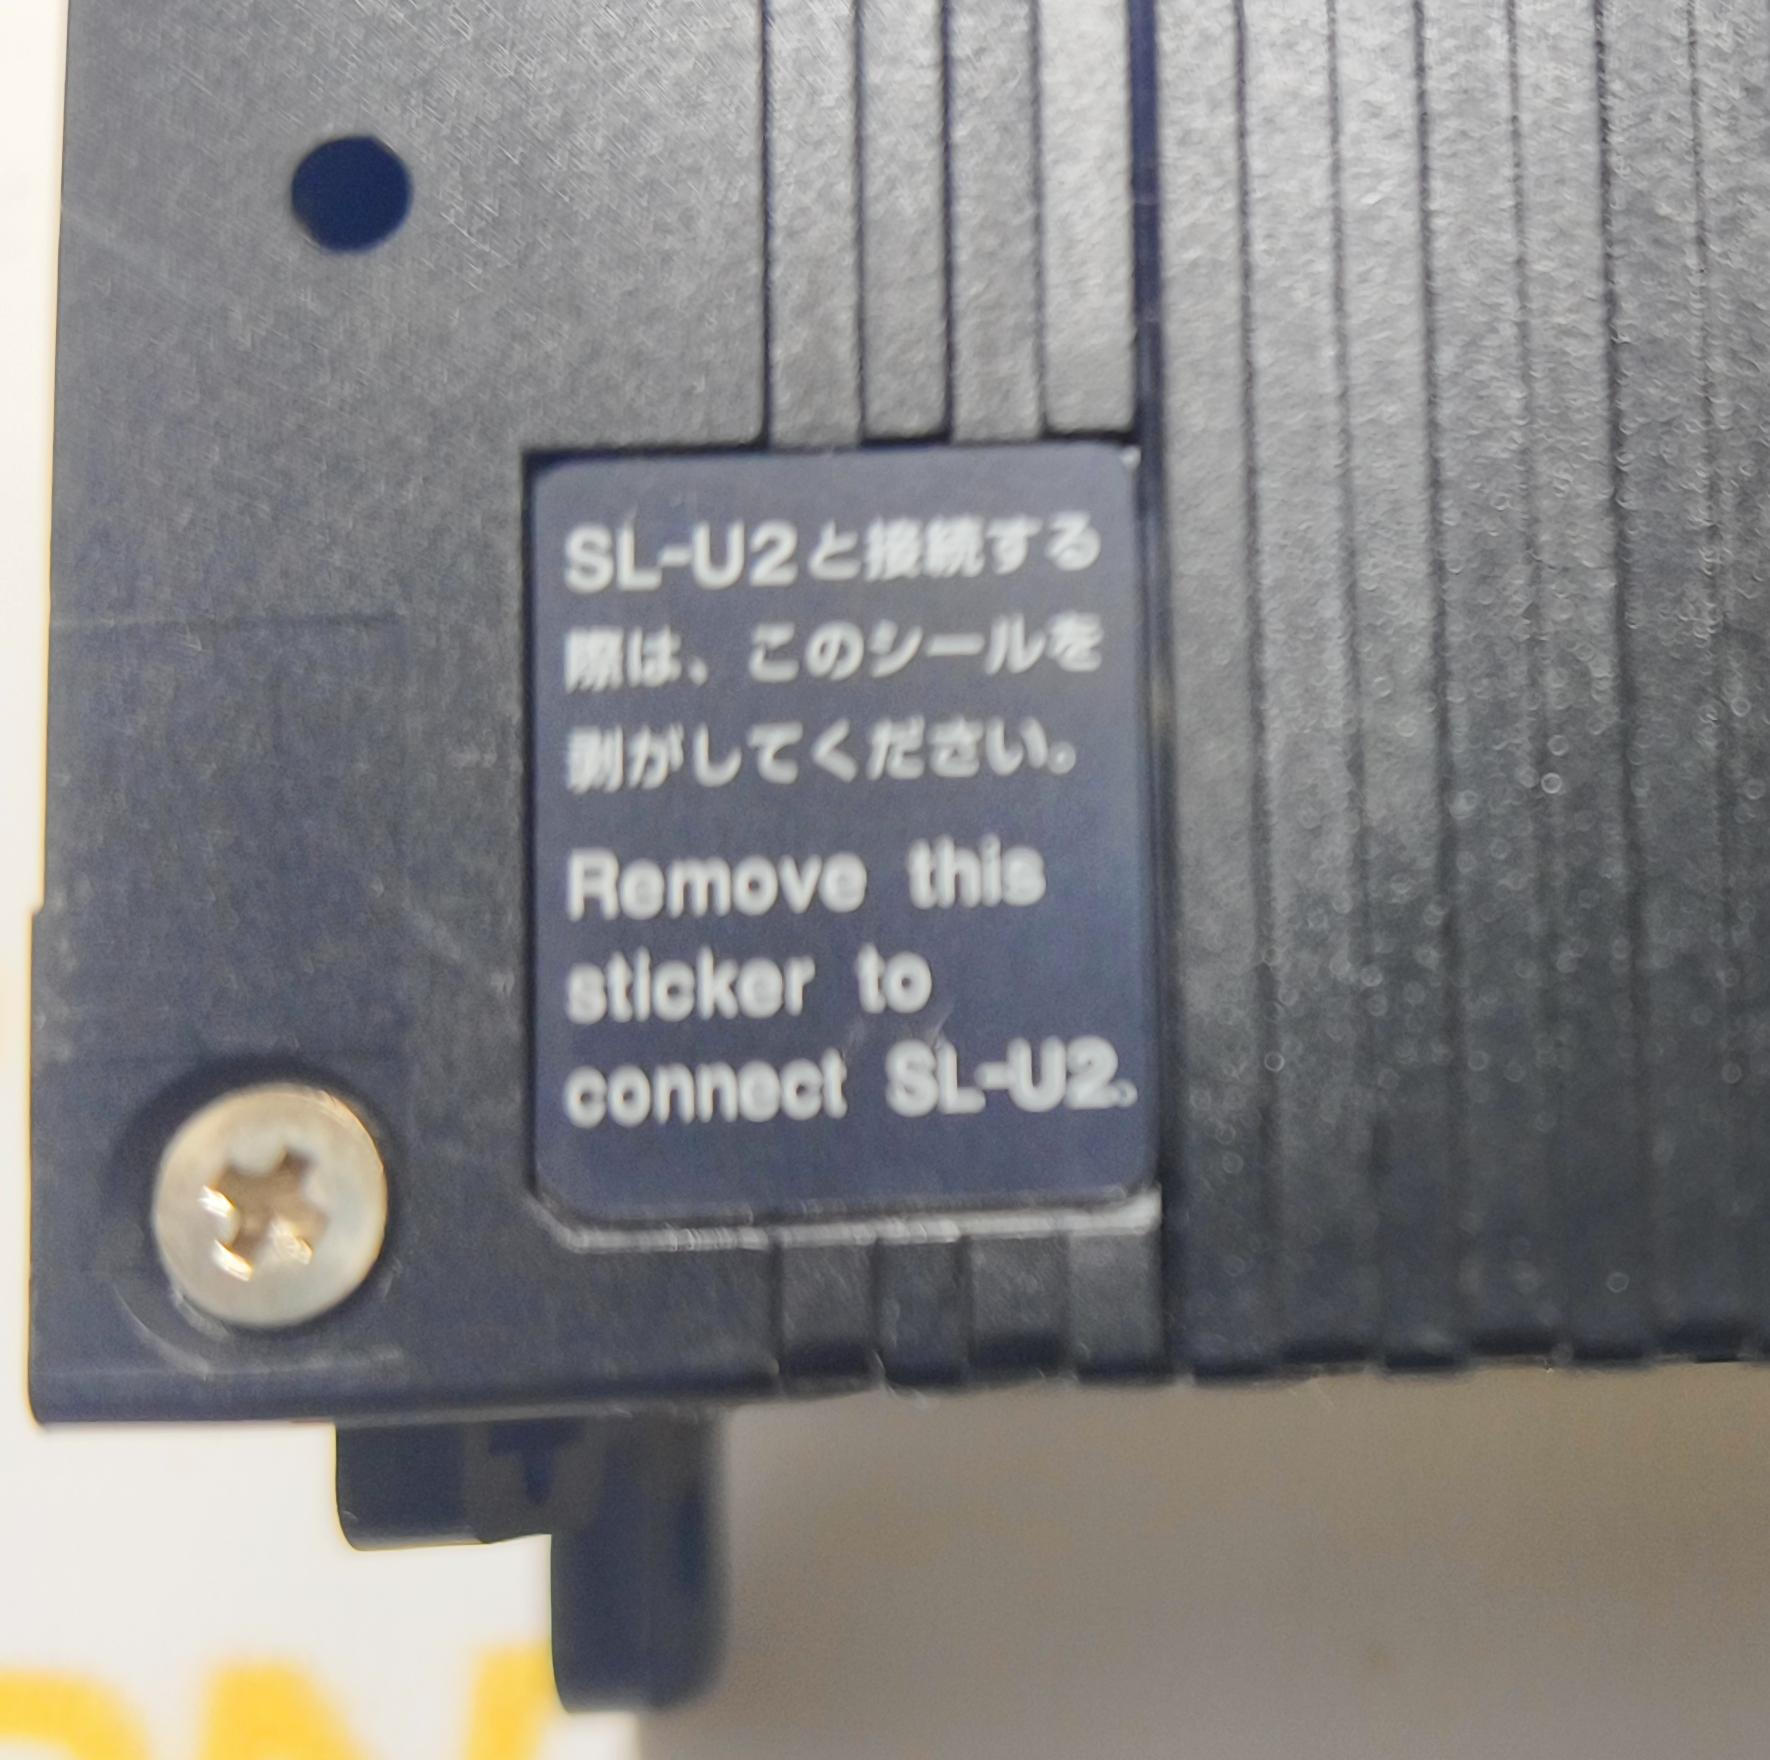 SL-U2と接続する
際は、このシールを
剥がしてください。
Remove this
sticker to
connect SL-U2.